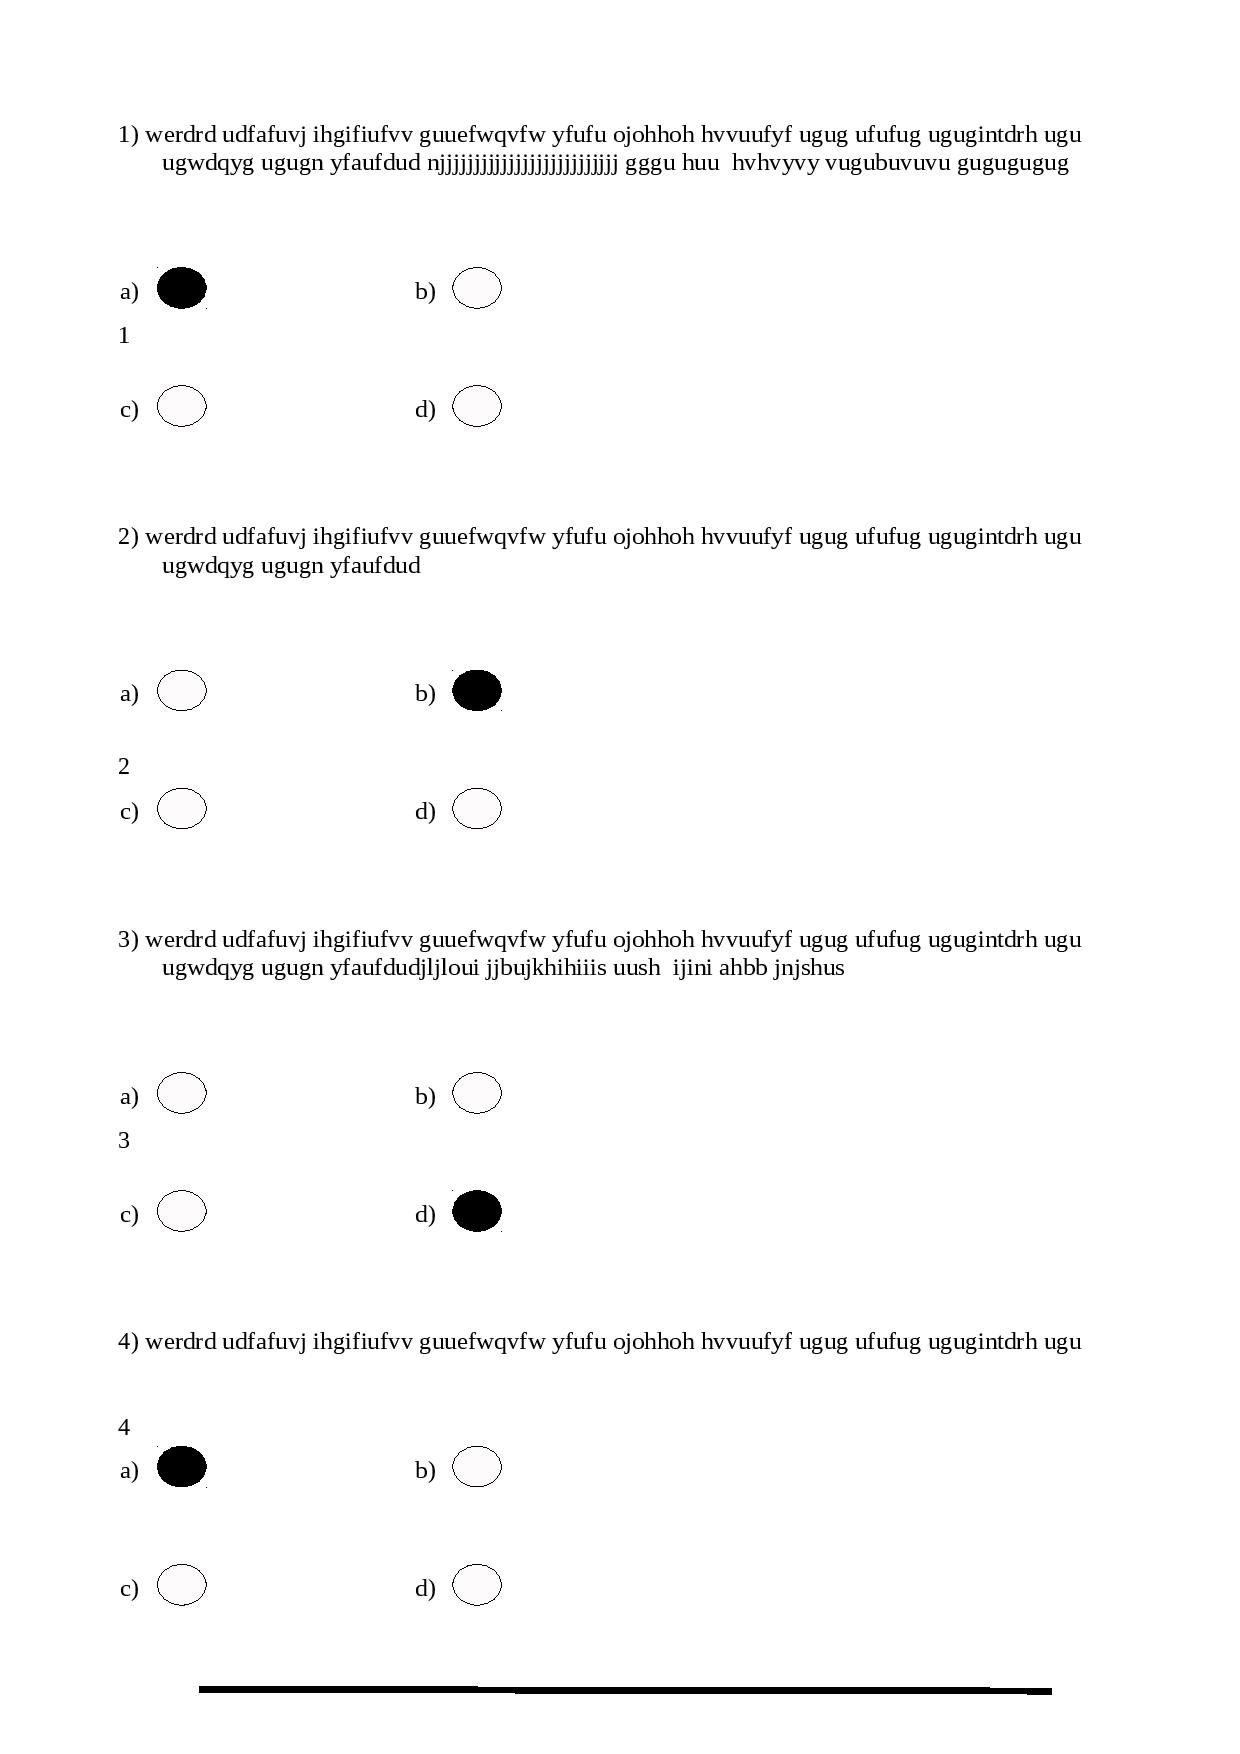 1) werdrd udfafuvj ihgifiufvv guuefwqvfw yfufu ojohhoh hvvuufyf ugug ufufug ugugintdrh ugu
ugwdqyg ugugn yfaufdud njjjjjjjjjjjjjjjjjjjjjjjjjj gggu huu  hvhvyvy vugubuvuvu gugugugug
a) b)
1
c) d)
2) werdrd udfafuvj ihgifiufvv guuefwqvfw yfufu ojohhoh hvvuufyf ugug ufufug ugugintdrh ugu
ugwdqyg ugugn yfaufdud
a) b)
2
c) d)
3) werdrd udfafuvj ihgifiufvv guuefwqvfw yfufu ojohhoh hvvuufyf ugug ufufug ugugintdrh ugu
ugwdqyg ugugn yfaufdudjljloui jjbujkhihiiis uush  ijini ahbb jnjshus
a) b)
3
c) d)
4) werdrd udfafuvj ihgifiufvv guuefwqvfw yfufu ojohhoh hvvuufyf ugug ufufug ugugintdrh ugu
4
a) b)
c) d)